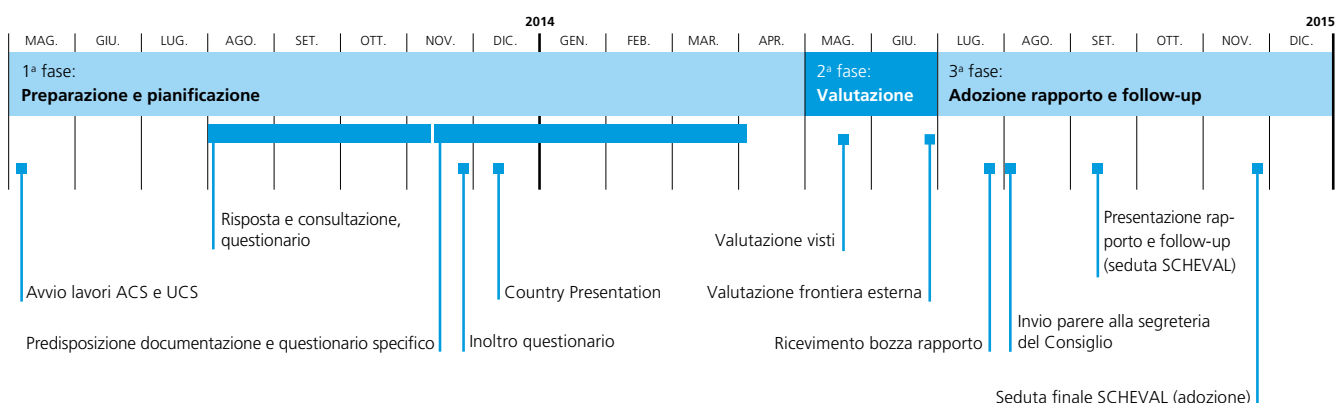 2014
2015
MAG. GIU. LUG. AGO. SET. OTT. NOV. DIC. GEN. FEB. MAR. APR. MAG. GIU. LUG. AGO. SET. OTT. NOV. DIC.
1ª fase:
Preparazione e pianificazione
2ª fase:
Valutazione
3ª fase:
Adozione rapporto e follow-up
Risposta e consultazione,
questionario
Avvio lavori ACS e UCS
Predisposizione documentazione e questionario specifico
Inoltro questionario
Country Presentation
Valutazione visti
Valutazione frontiera esterna
Ricevimento bozza rapporto
Presentazione rap-
porto e follow-up
(seduta SCHEVAL)
Invio parere alla segreteria
del Consiglio
Seduta finale SCHEVAL (adozione)